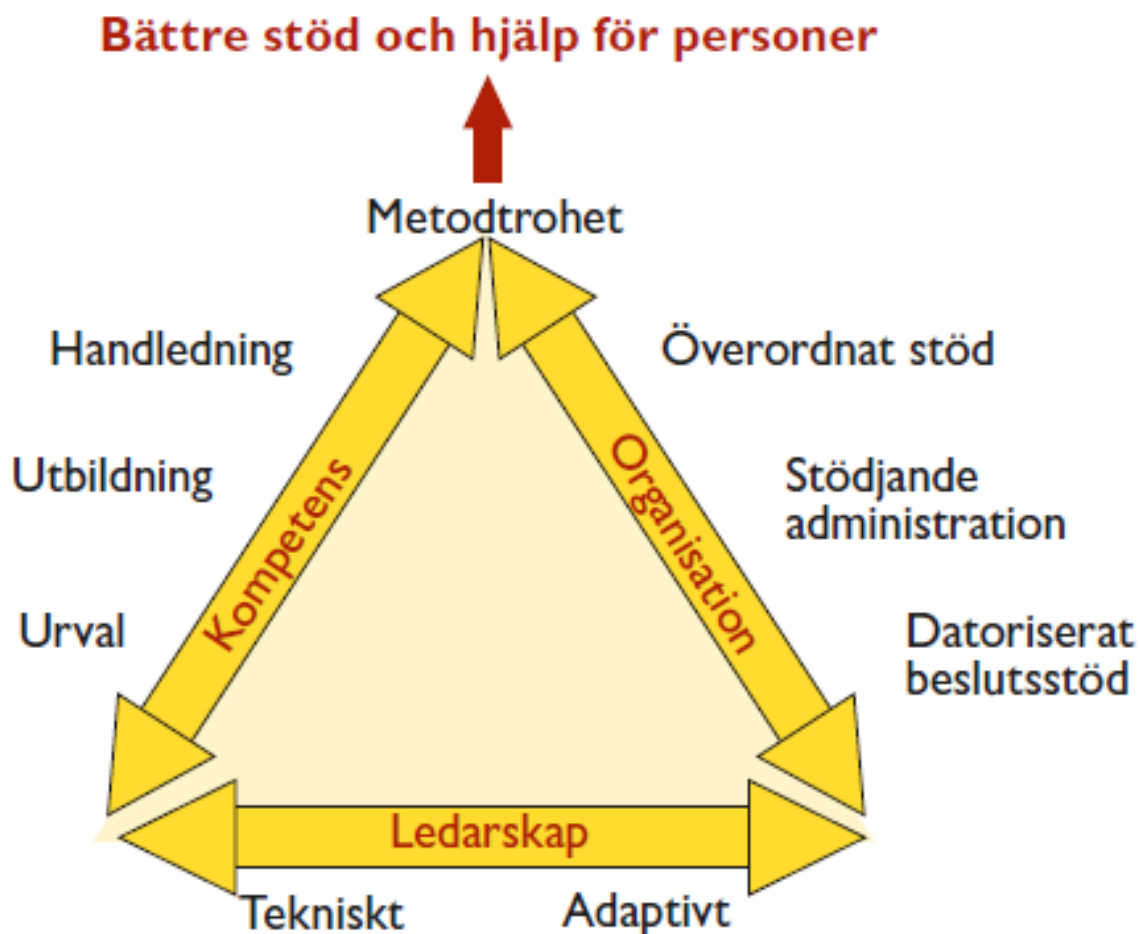 Bättre stöd och hjälp för personer
Metodtrohet
Handledning
Överordnat stöd
Utbildning
Kompetens
Organisation
Stödjande
administration
Urval
Datoriserat
beslutsstöd
Ledarskap
Tekniskt
Adaptivt